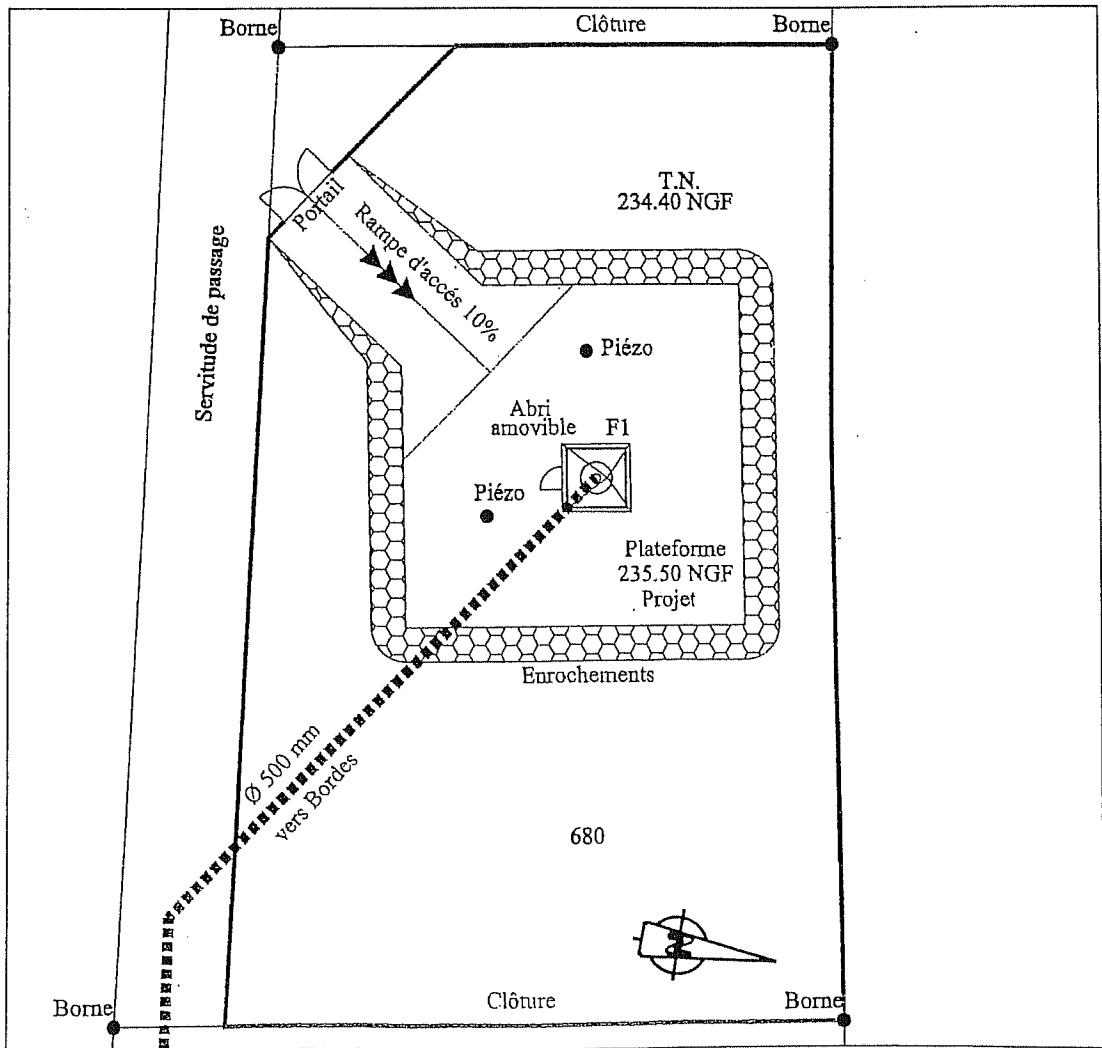 Borne
Clôture
Borne
T.N.
234.40 NGF
Portail
Rampe d'accés 10%
Servitude de passage
Piézo
Abri
amovible
F1
Piézo
Plateforme
235.50 NGF
Projet
Enrochements
Ø 500 mm
vers Bordes
680
N
Borne
Clôture
Borne